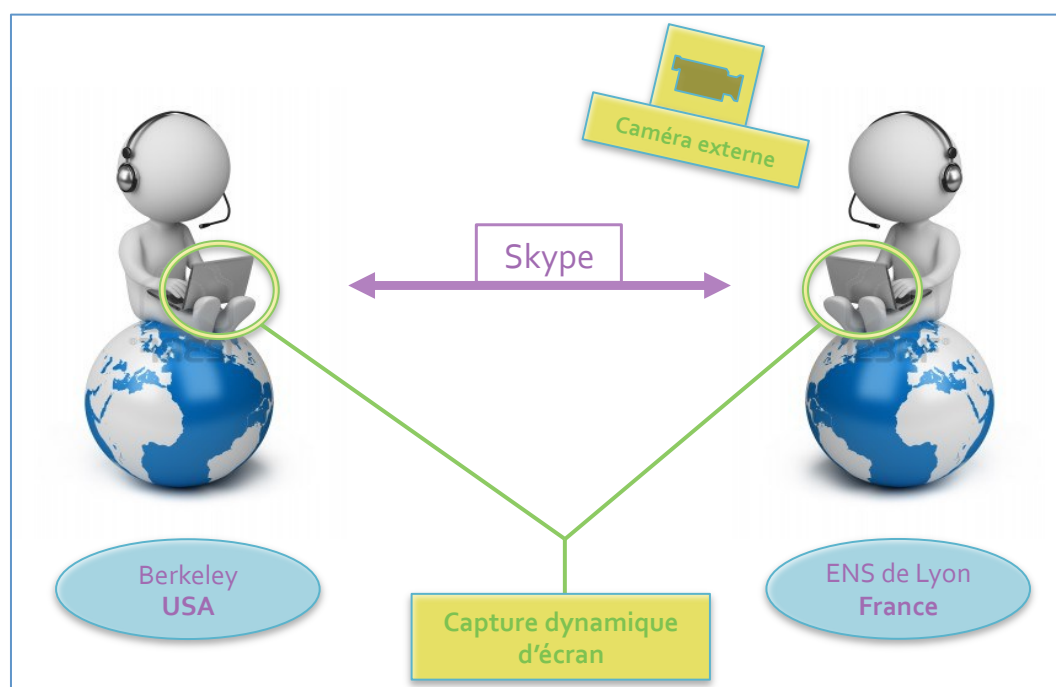 Caméra externe
Skype
Berkeley
USA
ENS de Lyon
France
Capture dynamique
d'écran